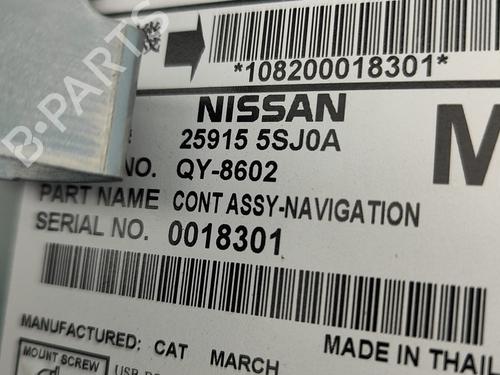 *108200018301*
NISSAN
25915 5SJ0A
NO. QY-8602
PART NAME CONT ASSY-NAVIGATION
SERIAL NO. 0018301
MANUFACTURED: CAT MARCH
MADE IN THAIL
MOUNT SCREW
B-PARTS